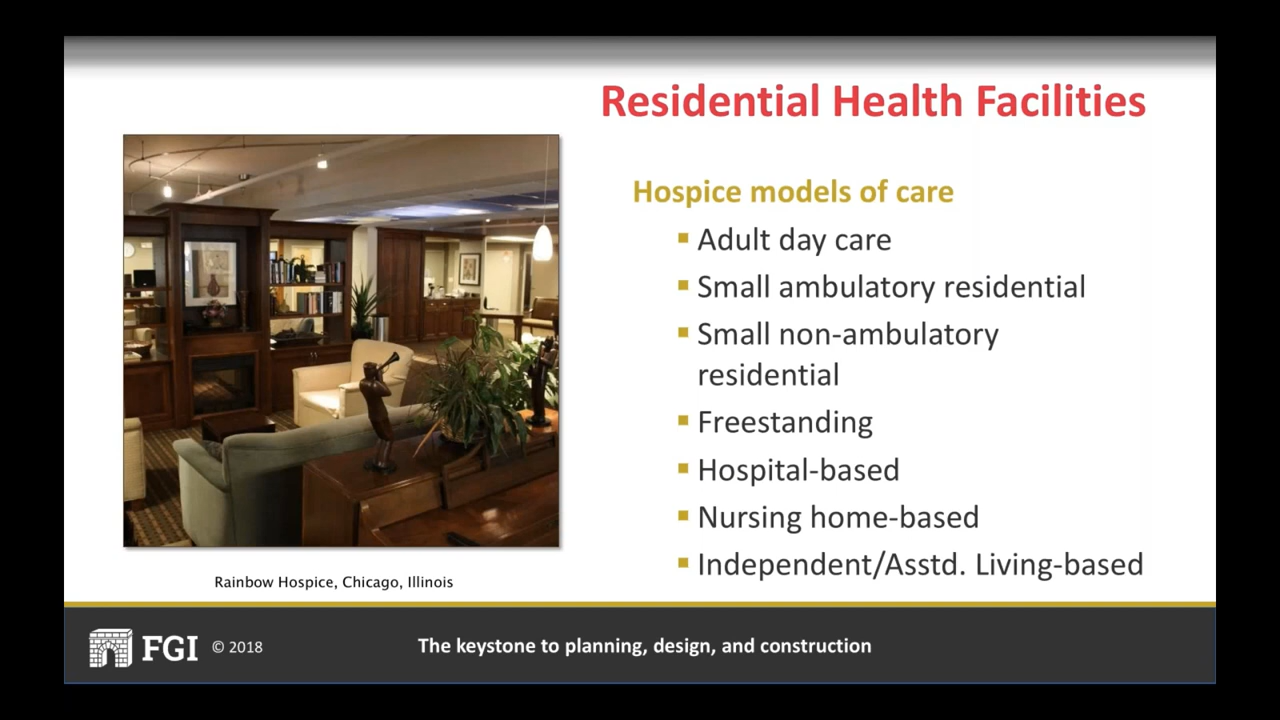 Residential Health Facilities
Hospice models of care
Adult day care
Small ambulatory residential
Small non-ambulatory
residential
Freestanding
Hospital-based
Nursing home-based
Independent/Asstd. Living-based
Rainbow Hospice, Chicago, Illinois
FGI © 2018
The keystone to planning, design, and construction